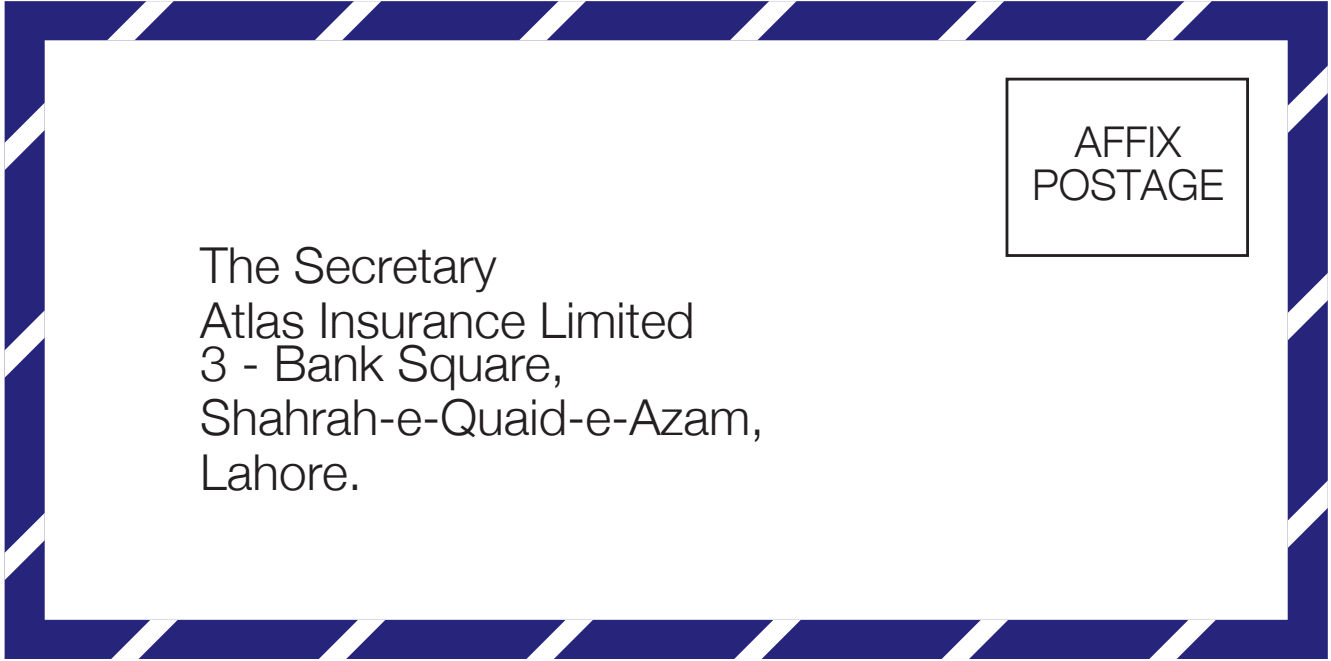 AFFIX
POSTAGE
The Secretary
Atlas Insurance Limited
3 - Bank Square,
Shahrah-e-Quaid-e-Azam,
Lahore.